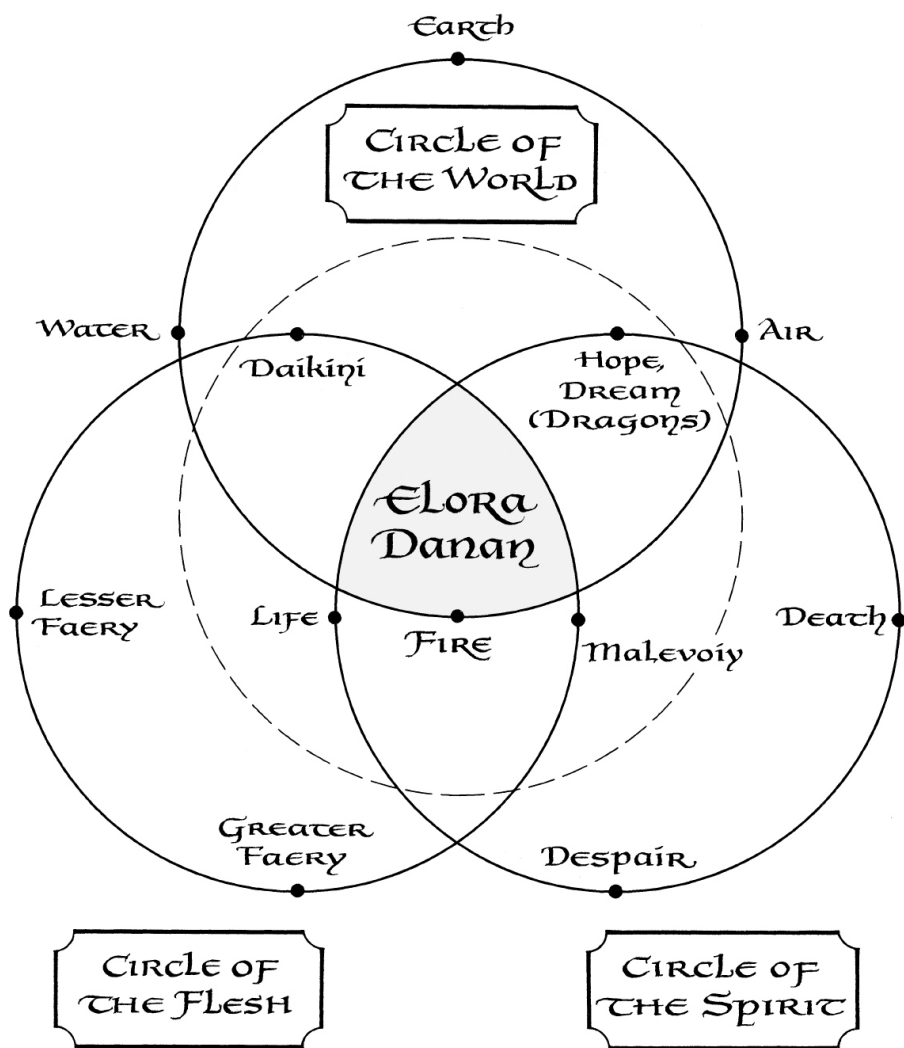 Earth
Circle of
the World
Water
Air
Daikini
Hope,
Dream
(Dragons)
Elora
Danan
Lesser
Faery
Life
Fire
Malevoiy
Death
Greater
Faery
Despair
Circle of
the Flesh
Circle of
the Spirit